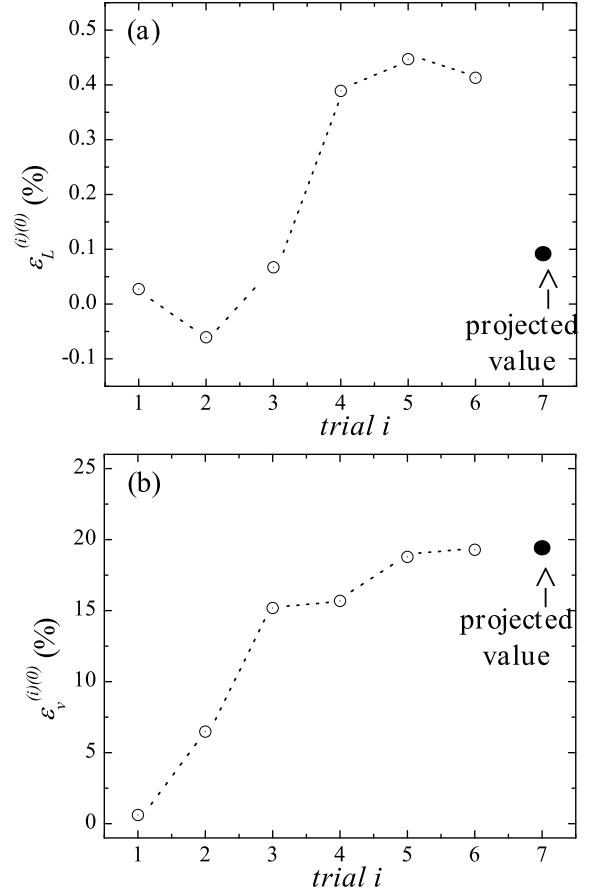 (a)
0.5
0.4
0.3
0.2
0.1
0.0
-0.1
ε_L^{(i)(0)} (%)
projected
value
1 2 3 4 5 6 7
trial i
(b)
25
20
15
10
5
0
ε_v^{(i)(0)} (%)
projected
value
1 2 3 4 5 6 7
trial i